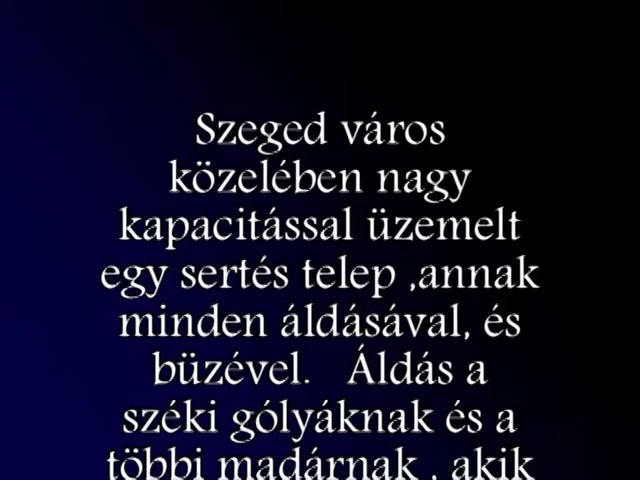 Szeged város
közelében nagy
kapacitással üzemelt
egy sertés telep ,annak
minden áldásával, és
bűzével.   Áldás a
széki gólyáknak és a
többi madárnak , akik